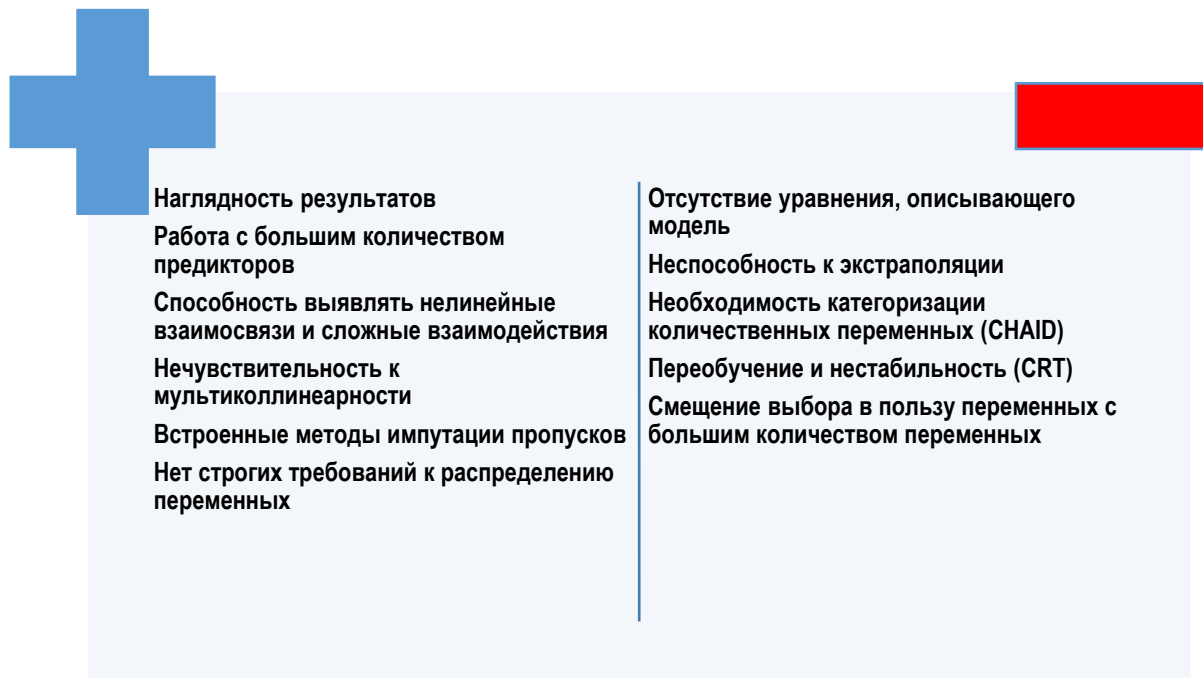 Наглядность результатов
Работа с большим количеством
предикторов
Способность выявлять нелинейные
взаимосвязи и сложные взаимодействия
Нечувствительность к
мультиколлинеарности
Встроенные методы импутации пропусков
Нет строгих требований к распределению
переменных
Отсутствие уравнения, описывающего
модель
Неспособность к экстраполяции
Необходимость категоризации
количественных переменных (CHAID)
Переобучение и нестабильность (CRT)
Смещение выбора в пользу переменных с
большим количеством переменных